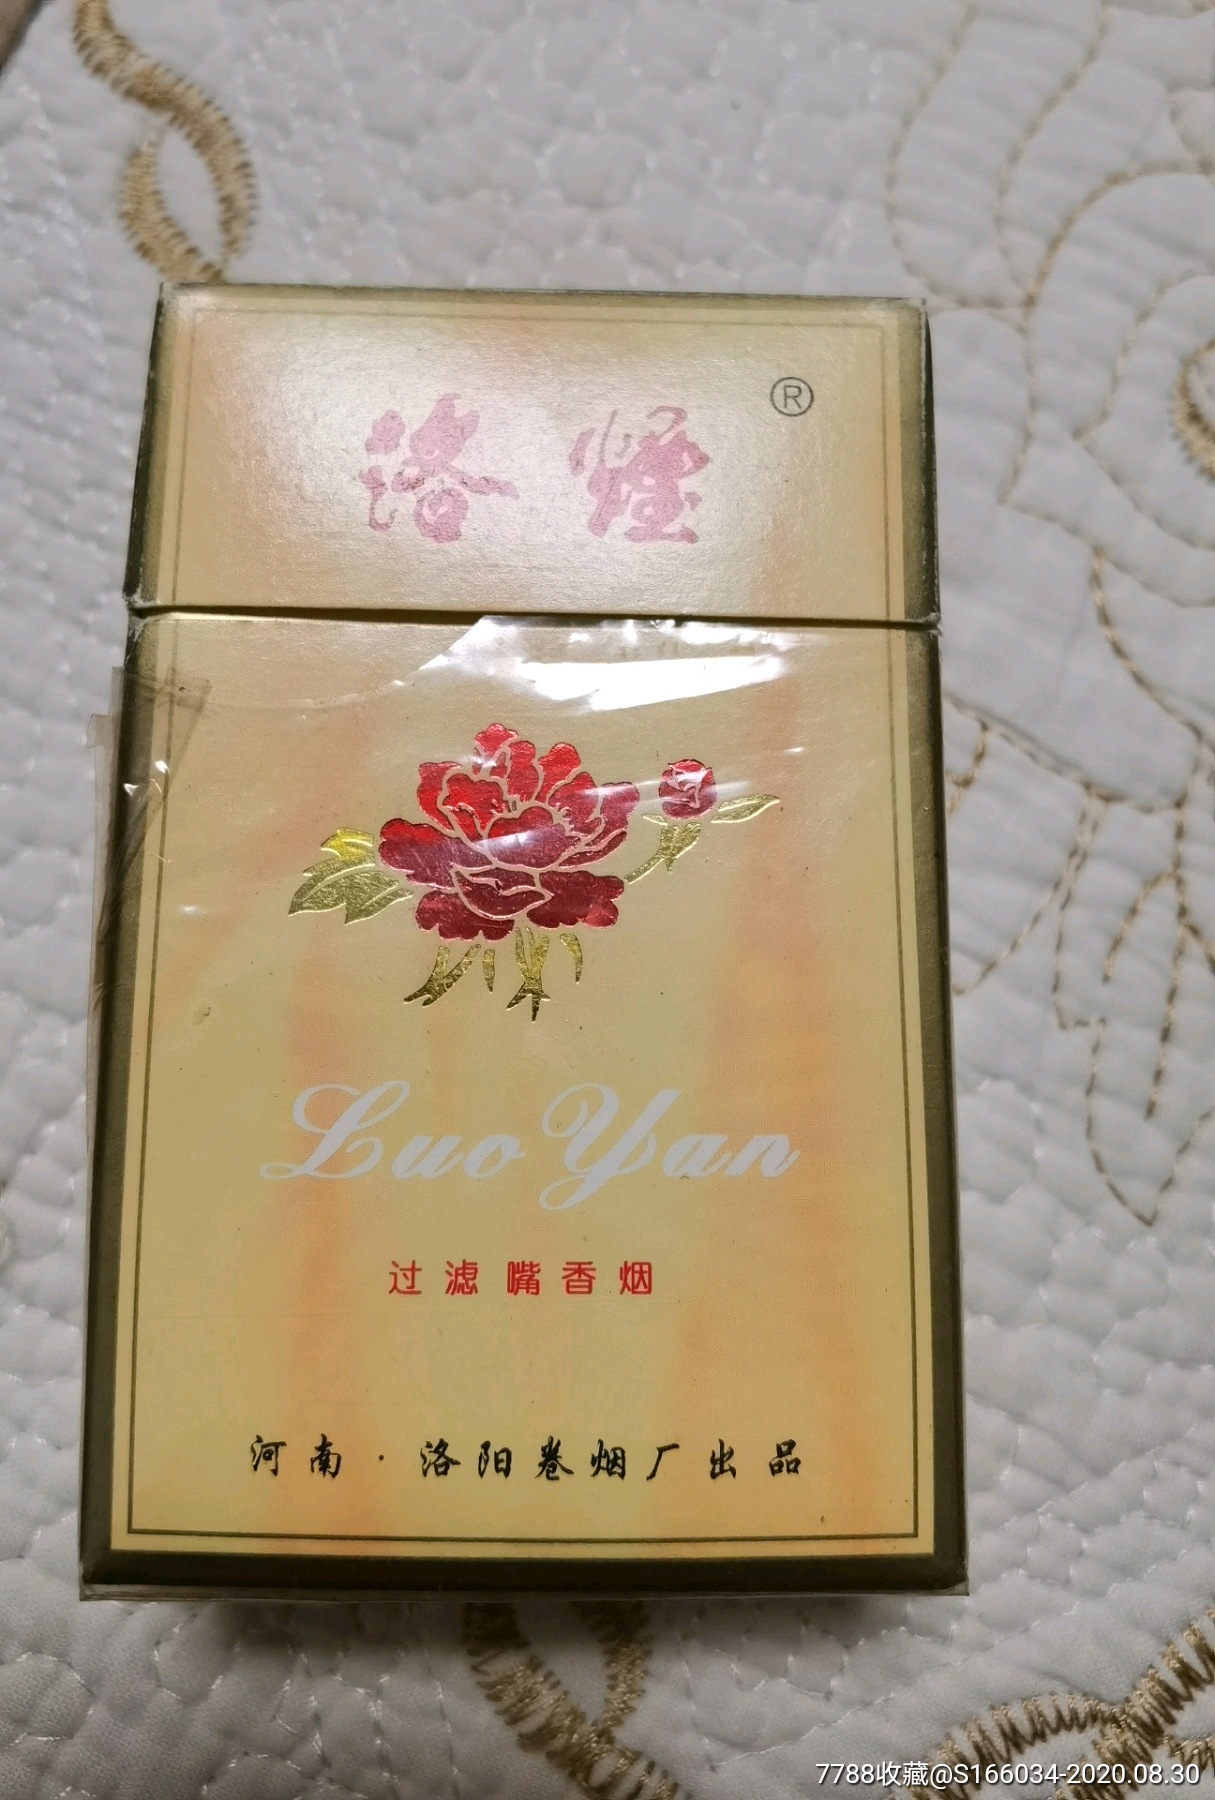 洛煙
®
Luo Yan
过滤嘴香烟
河南·洛阳卷烟厂出品
7788收藏@S166034-2020.08.30